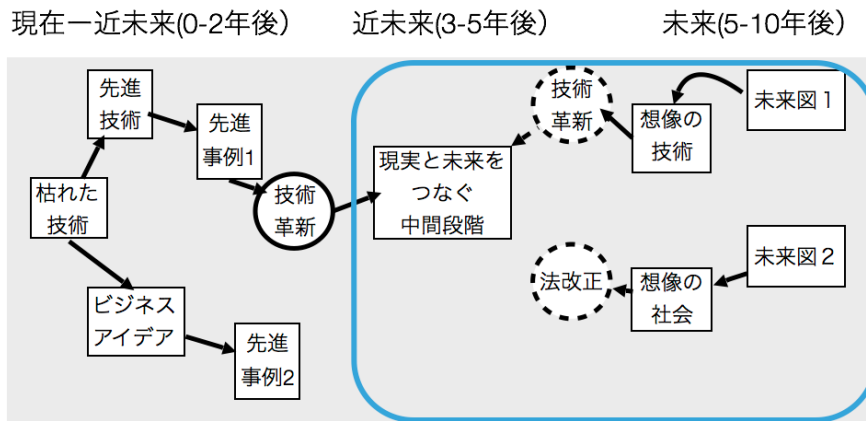 現在ー近未来(0-2年後）
近未来(3-5年後）
未来(5-10年後）
先進
技術
先進
事例1
枯れた
技術
技術
革新
ビジネス
アイデア
先進
事例2
現実と未来を
つなぐ
中間段階
技術
革新
想像の
技術
未来図１
法改正
想像の
社会
未来図２